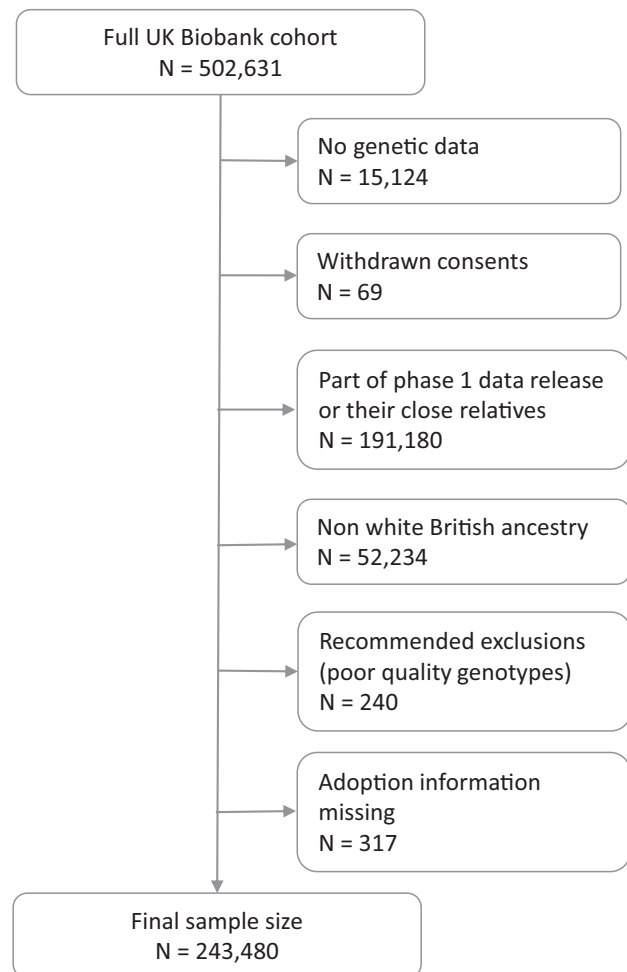 Full UK Biobank cohort
N = 502,631
No genetic data
N = 15,124
Withdrawn consents
N = 69
Part of phase 1 data release
or their close relatives
N = 191,180
Non white British ancestry
N = 52,234
Recommended exclusions
(poor quality genotypes)
N = 240
Adoption information
missing
N = 317
Final sample size
N = 243,480